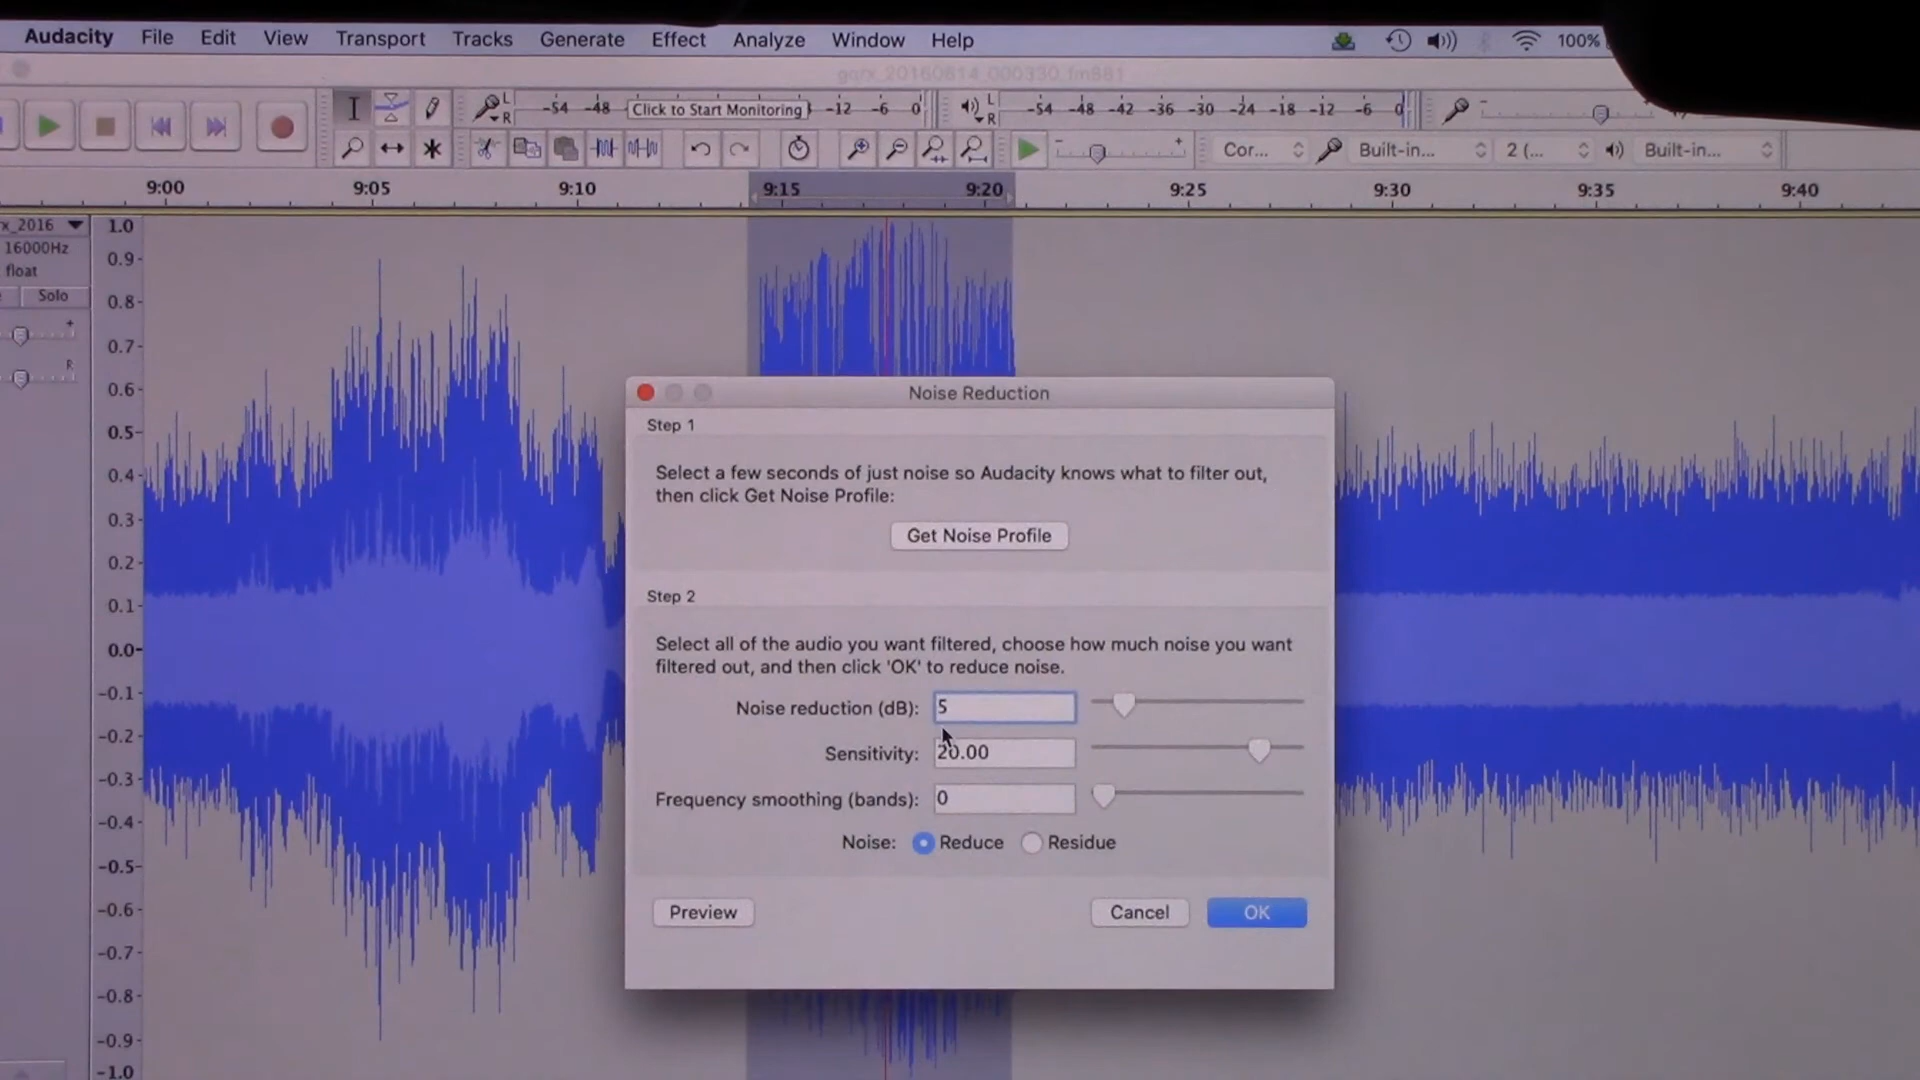 Audacity File Edit View Transport Tracks Generate Effect Analyze Window Help 100%
garx_20160814_000330_fm881
L R -54 -48 Click to Start Monitoring -12 -6 0 L R -54 -48 -42 -36 -30 -24 -18 -12 -6 0
Cor... Built-in... 2 (... Built-in...
9:00 9:05 9:10 9:15 9:20 9:25 9:30 9:35 9:40
x_2016
16000Hz
float
Solo
R
1.0
0.9
0.8
0.7
0.6
0.5
0.4
0.3
0.2
0.1
0.0
-0.1
-0.2
-0.3
-0.4
-0.5
-0.6
-0.7
-0.8
-0.9
-1.0
Noise Reduction
Step 1
Select a few seconds of just noise so Audacity knows what to filter out,
then click Get Noise Profile:
Get Noise Profile
Step 2
Select all of the audio you want filtered, choose how much noise you want
filtered out, and then click 'OK' to reduce noise.
Noise reduction (dB): 5
Sensitivity: 20.00
Frequency smoothing (bands): 0
Noise: Reduce Residue
Preview Cancel OK